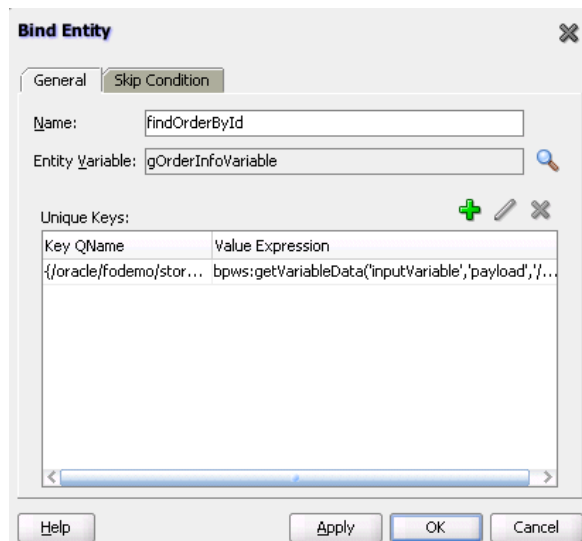 Bind Entity
General Skip Condition
Name: findOrderById
Entity Variable: gOrderInfoVariable
Unique Keys:
Key QName Value Expression
{/oracle/fodemo/stor... bpws:getVariableData('inputVariable','payload','/...
Help Apply OK Cancel